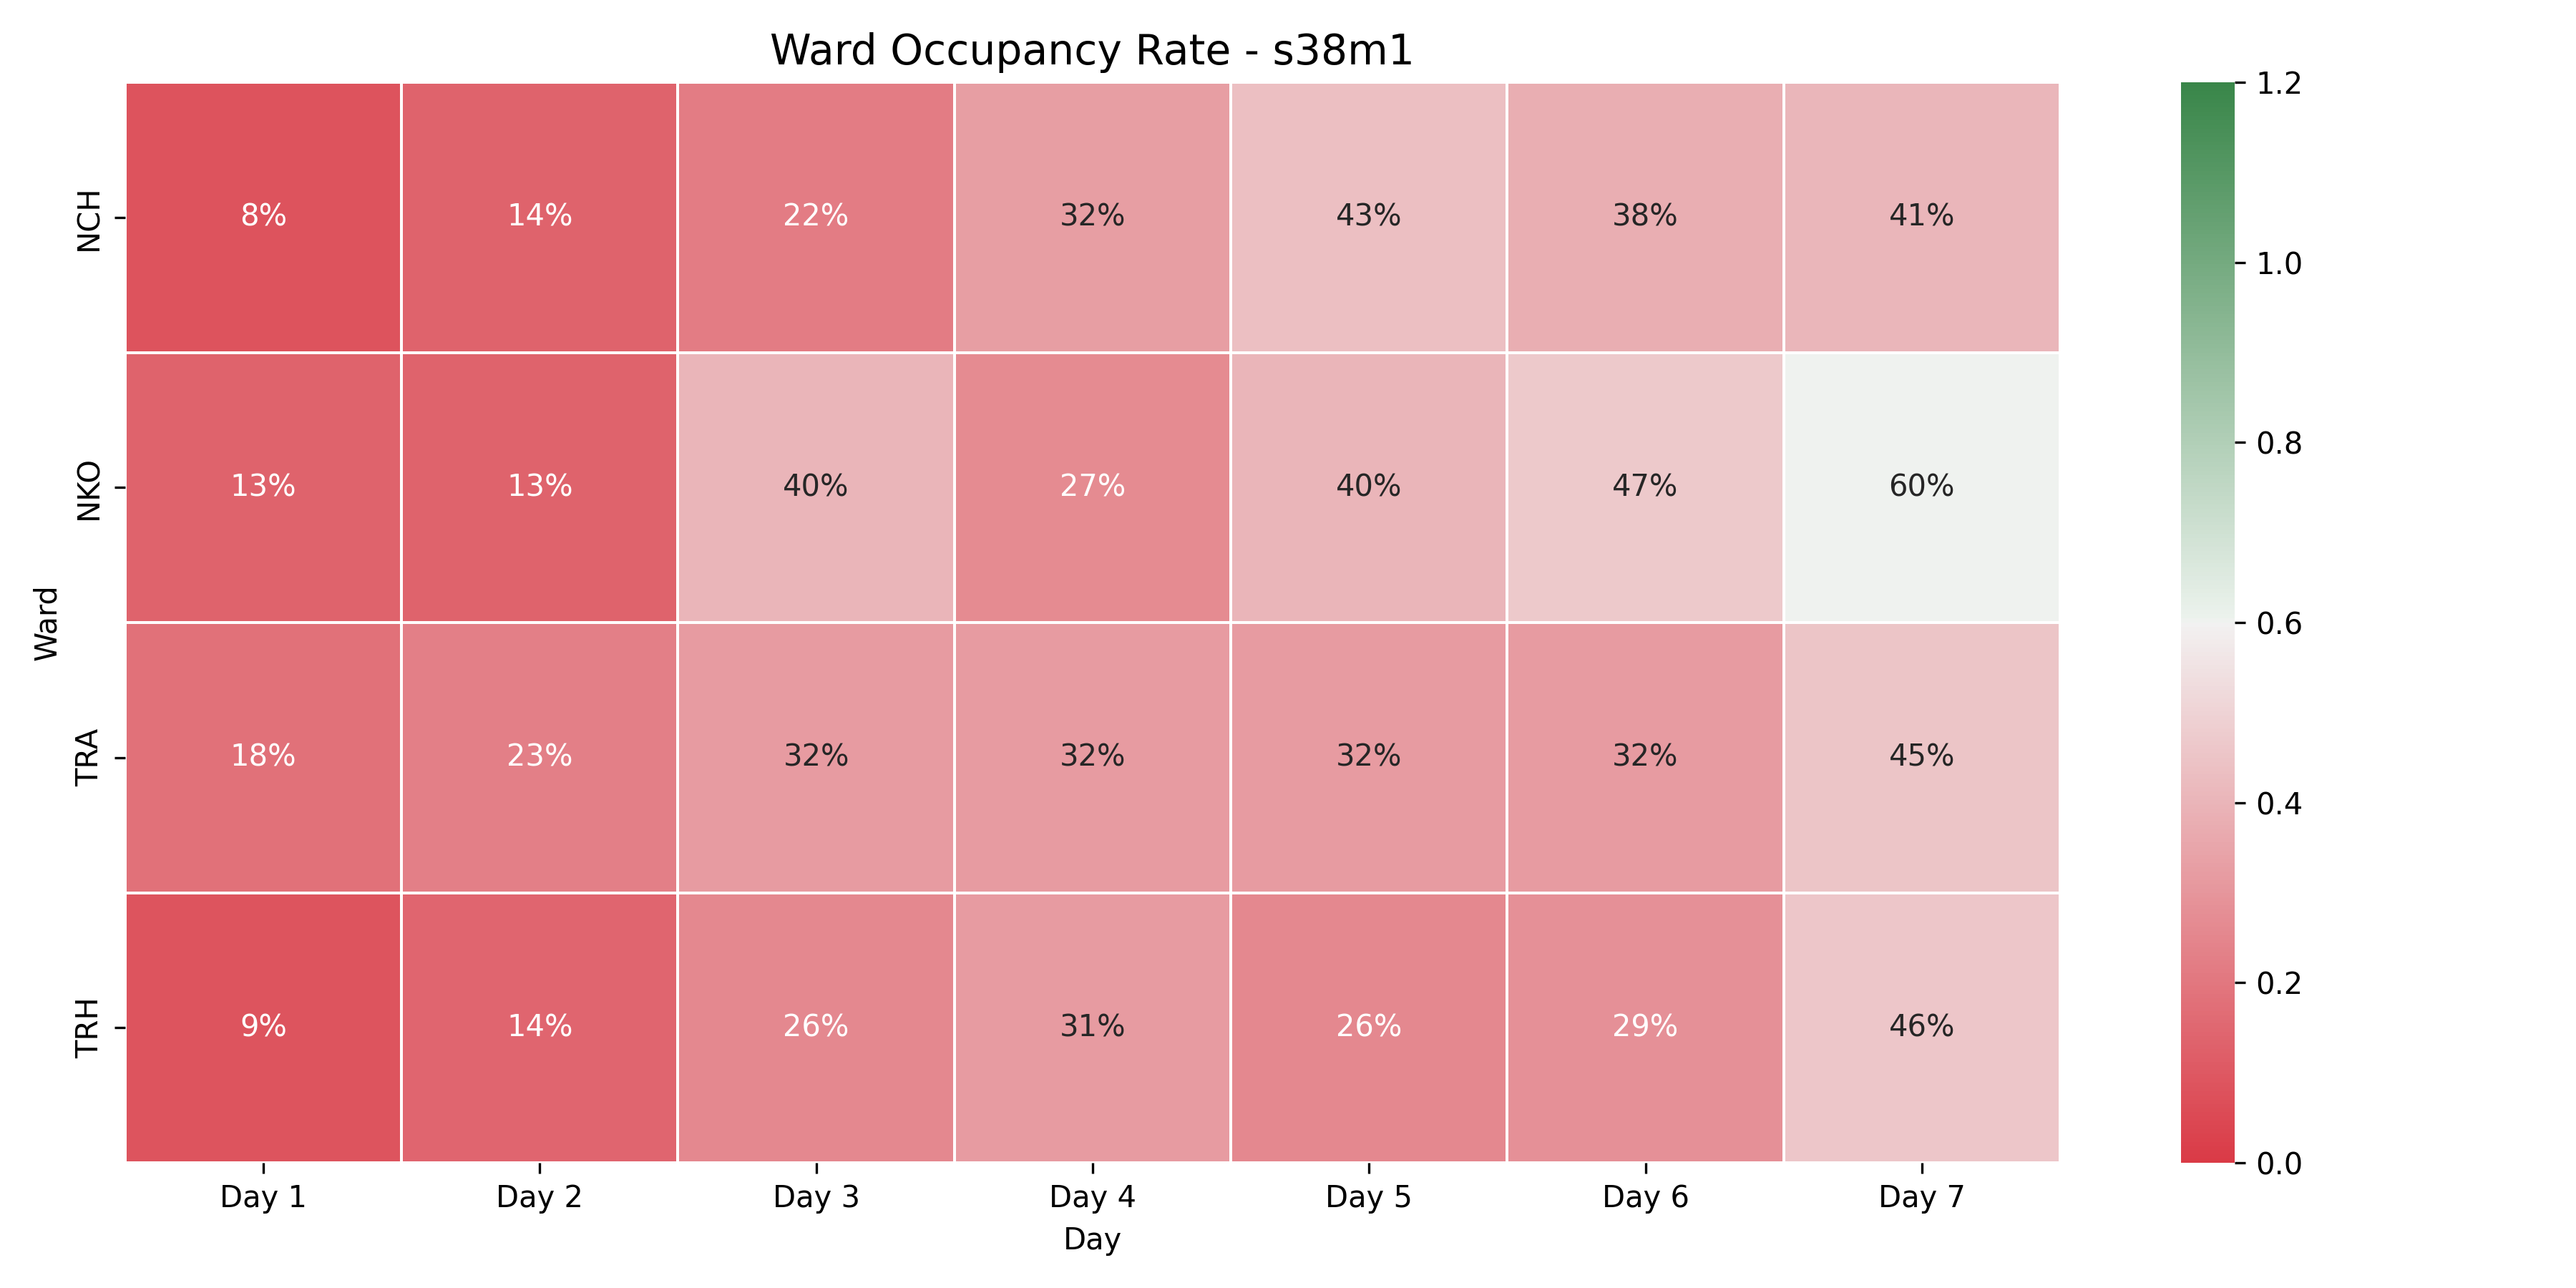 Ward Occupancy Rate - s38m1
Ward
NCH 8% 14% 22% 32% 43% 38% 41%
NKO 13% 13% 40% 27% 40% 47% 60%
TRA 18% 23% 32% 32% 32% 32% 45%
TRH 9% 14% 26% 31% 26% 29% 46%
Day 1 Day 2 Day 3 Day 4 Day 5 Day 6 Day 7
Day
1.2
1.0
0.8
0.6
0.4
0.2
0.0